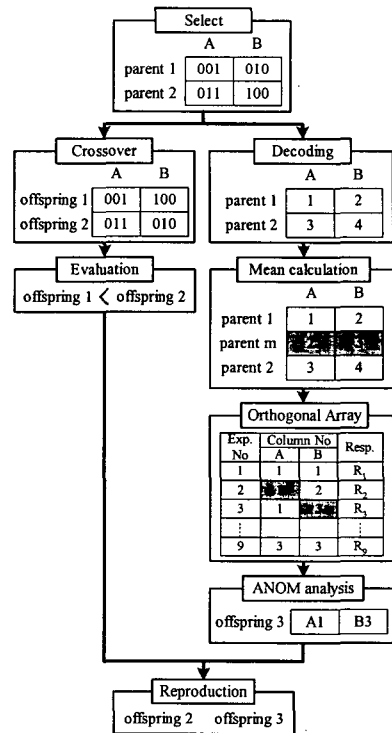 Select
A B
parent 1 001 010
parent 2 011 100
Crossover
A B
offspring 1 001 100
offspring 2 011 010
Evaluation
offspring 1 < offspring 2
Decoding
A B
parent 1 1 2
parent 2 3 4
Mean calculation
A B
parent 1 1 2
parent m
parent 2 3 4
Orthogonal Array
Exp. No Column No Resp.
A B
1 1 1 R1
2 2 R2
3 1 3 R3
9 3 3 R9
ANOM analysis
offspring 3 A1 B3
Reproduction
offspring 2 offspring 3